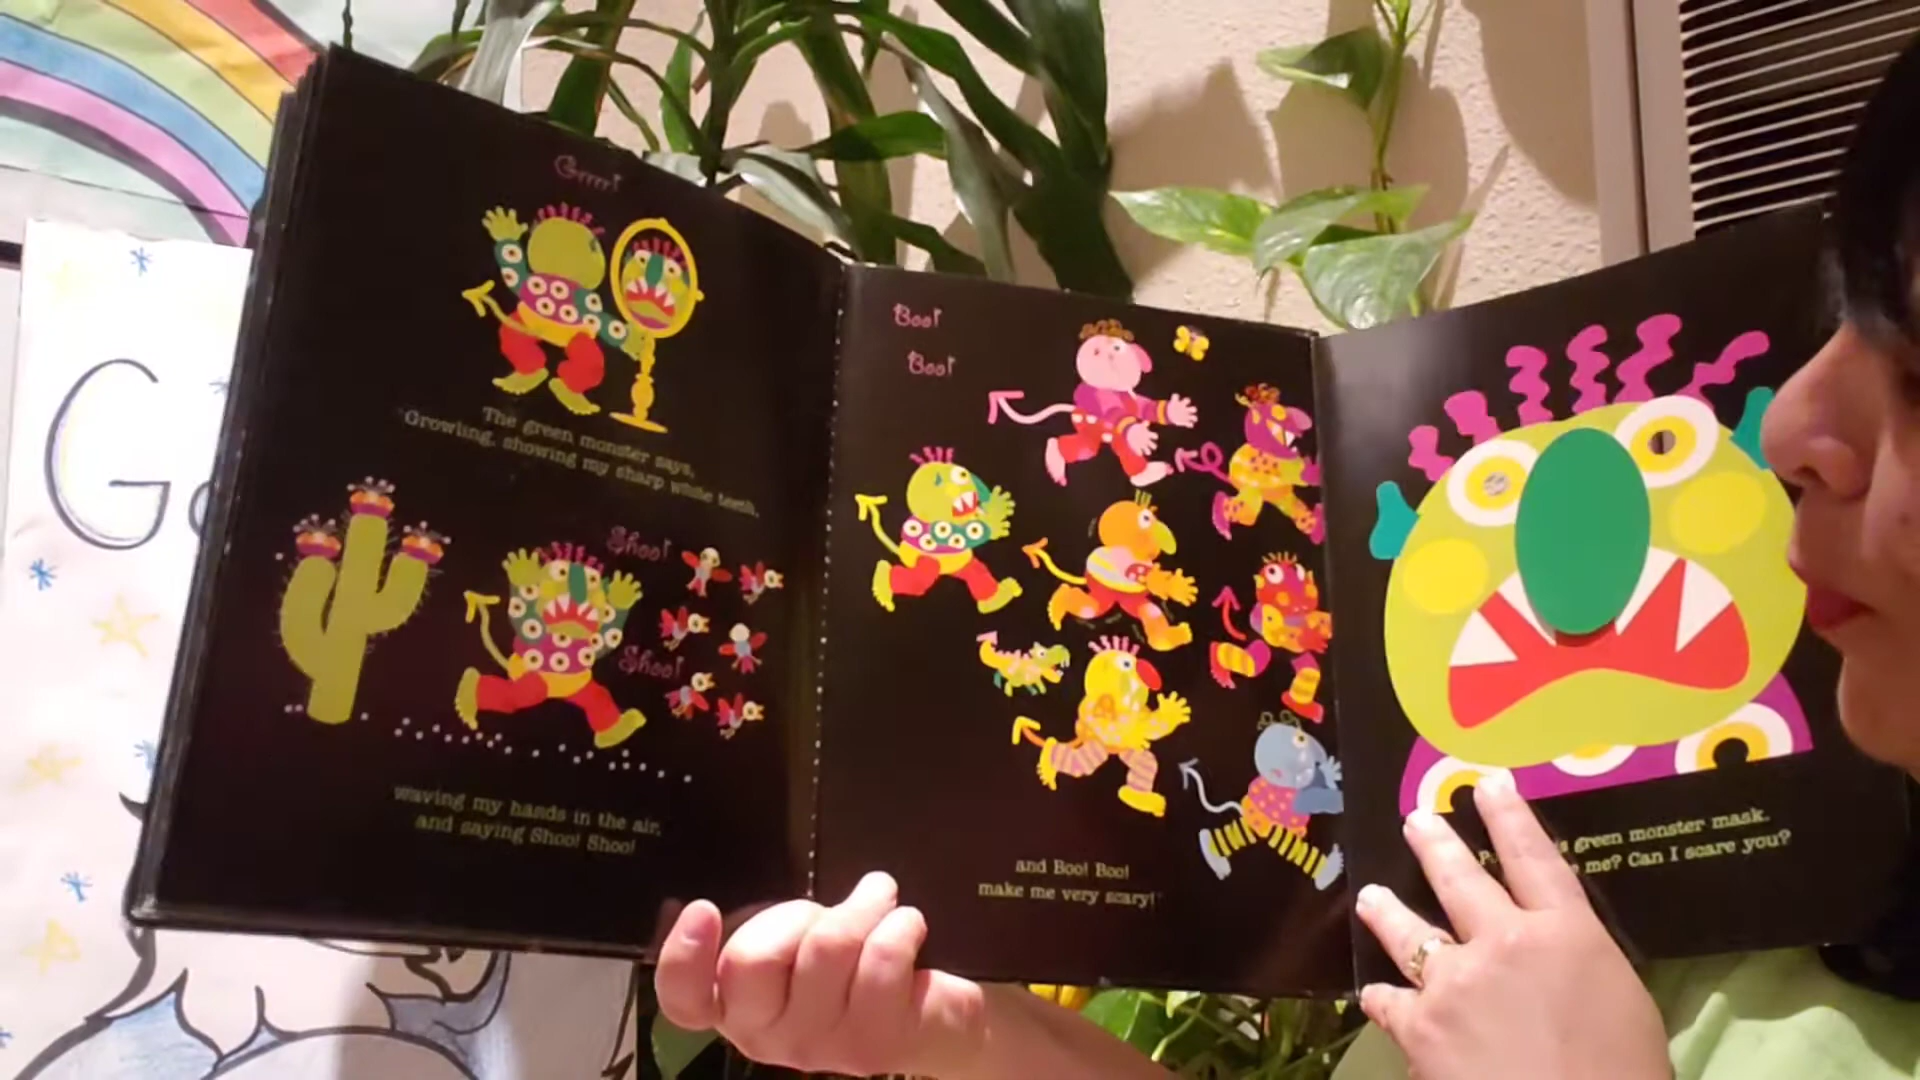 Grrrr!
The green monster says,
"Growling, showing my sharp white teeth,
Shoo!
Shoo!
waving my hands in the air,
and saying Shoo! Shoo!
Boo!
Boo!
and Boo! Boo!
make me very scary!"
green monster mask.
me? Can I scare you?
G